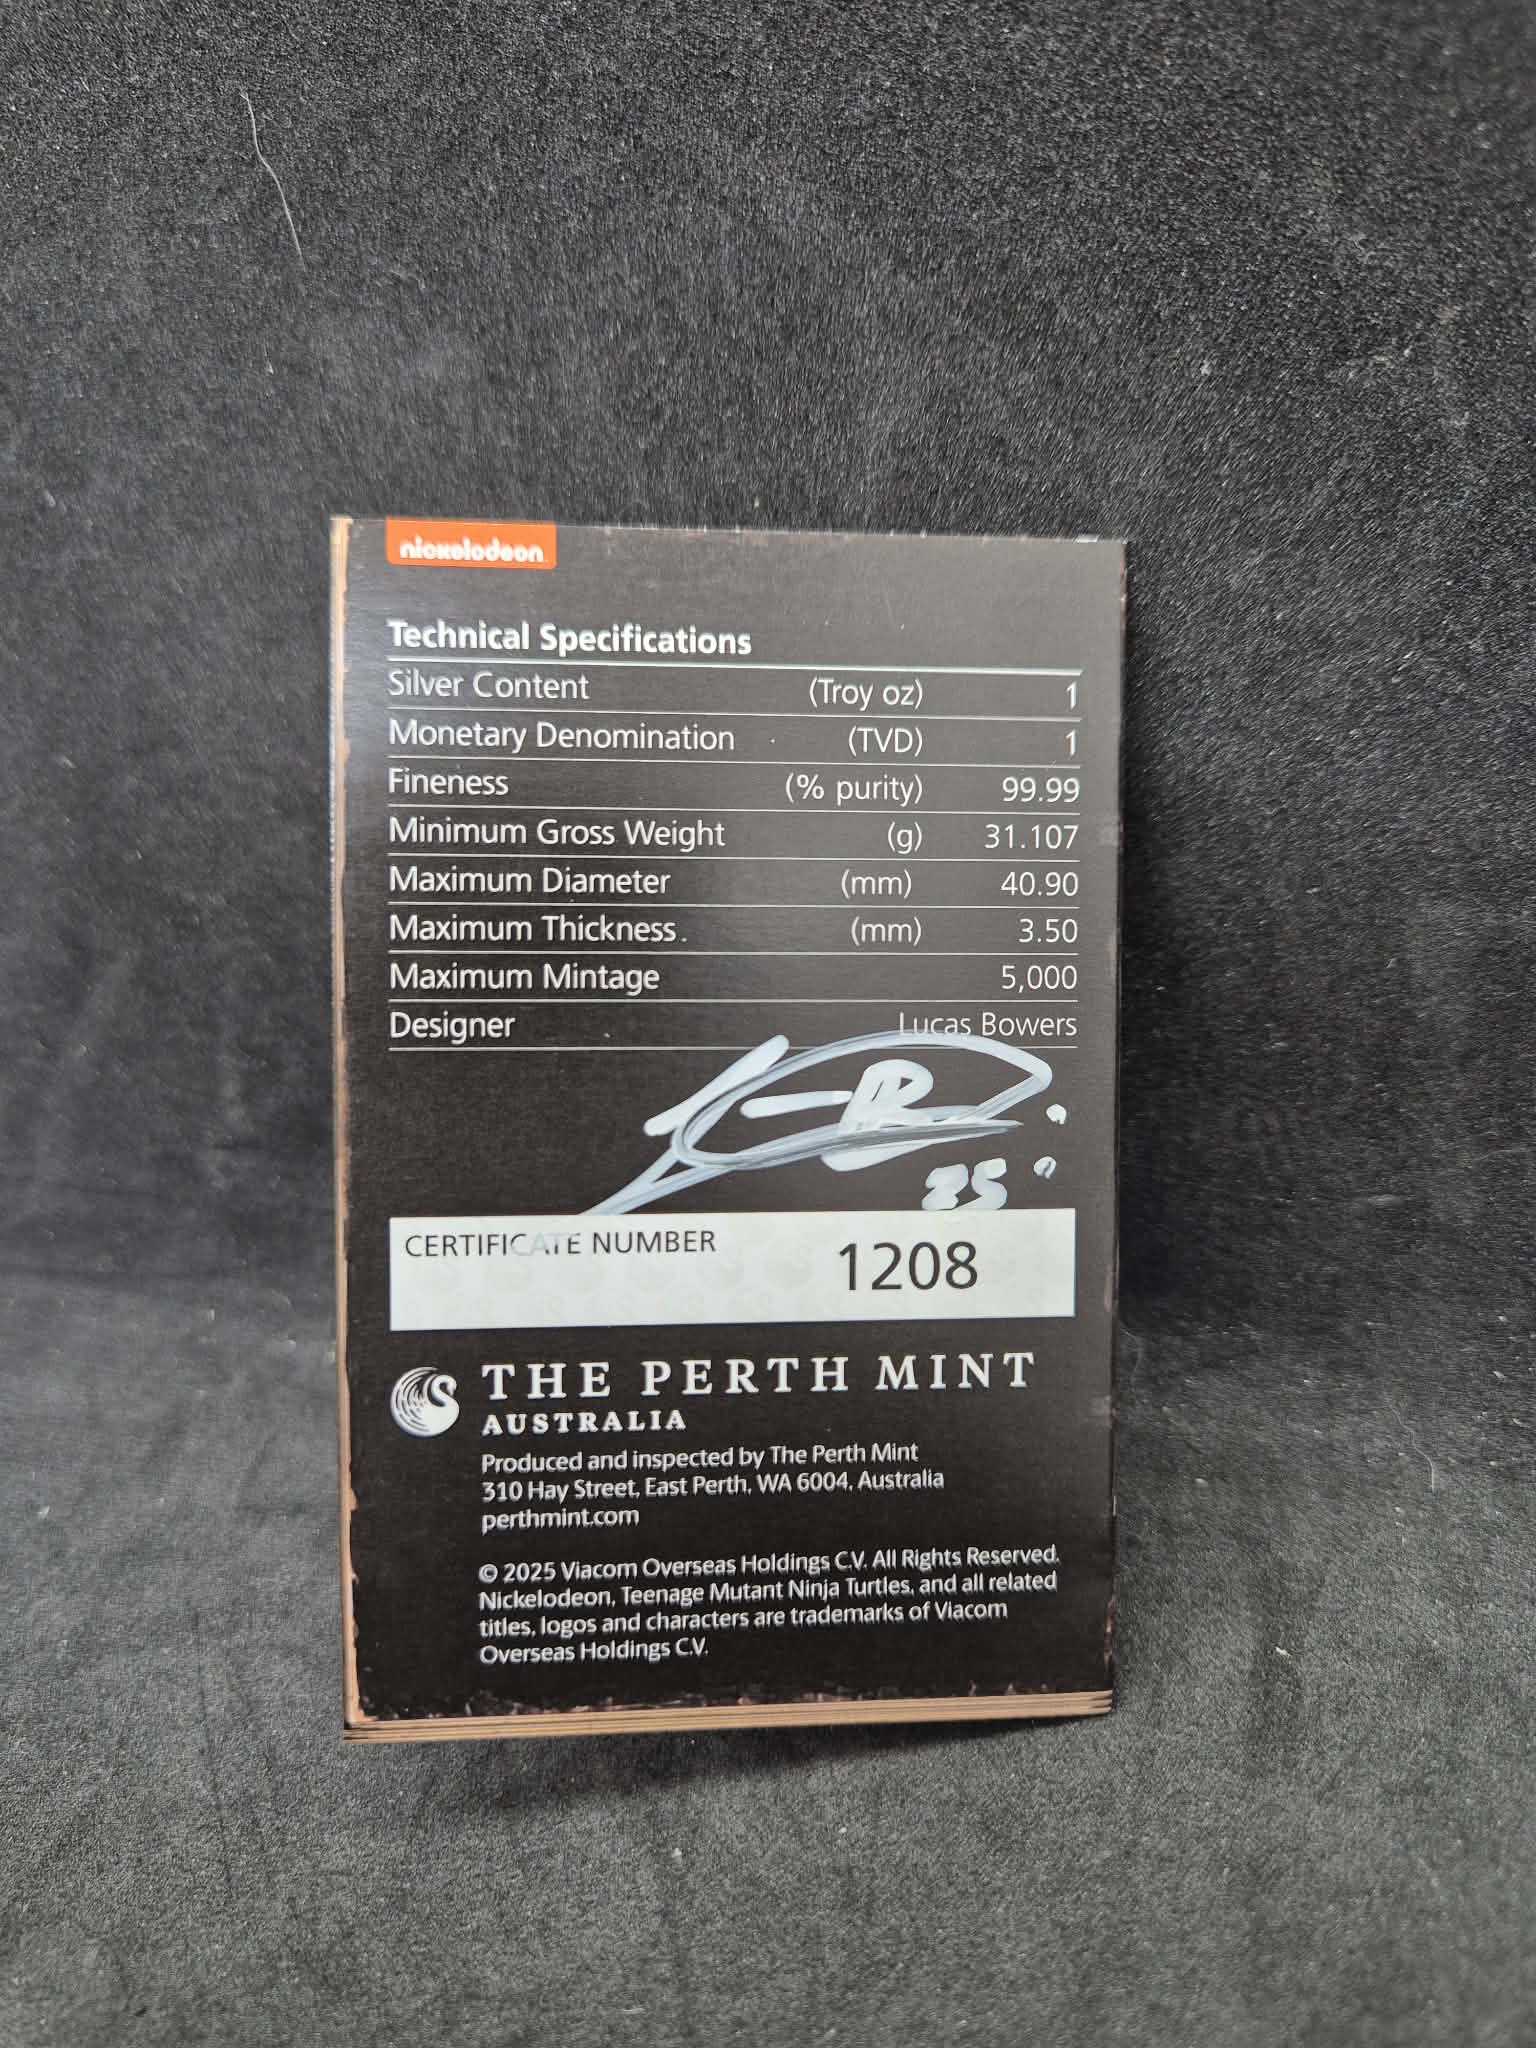 nickelodeon
Technical Specifications
Silver Content (Troy oz) 1
Monetary Denomination (TVD) 1
Fineness (% purity) 99.99
Minimum Gross Weight (g) 31.107
Maximum Diameter (mm) 40.90
Maximum Thickness (mm) 3.50
Maximum Mintage 5,000
Designer Lucas Bowers
25
CERTIFICATE NUMBER 1208
THE PERTH MINT
AUSTRALIA
Produced and inspected by The Perth Mint
310 Hay Street, East Perth, WA 6004, Australia
perthmint.com
© 2025 Viacom Overseas Holdings C.V. All Rights Reserved.
Nickelodeon, Teenage Mutant Ninja Turtles, and all related
titles, logos and characters are trademarks of Viacom
Overseas Holdings C.V.